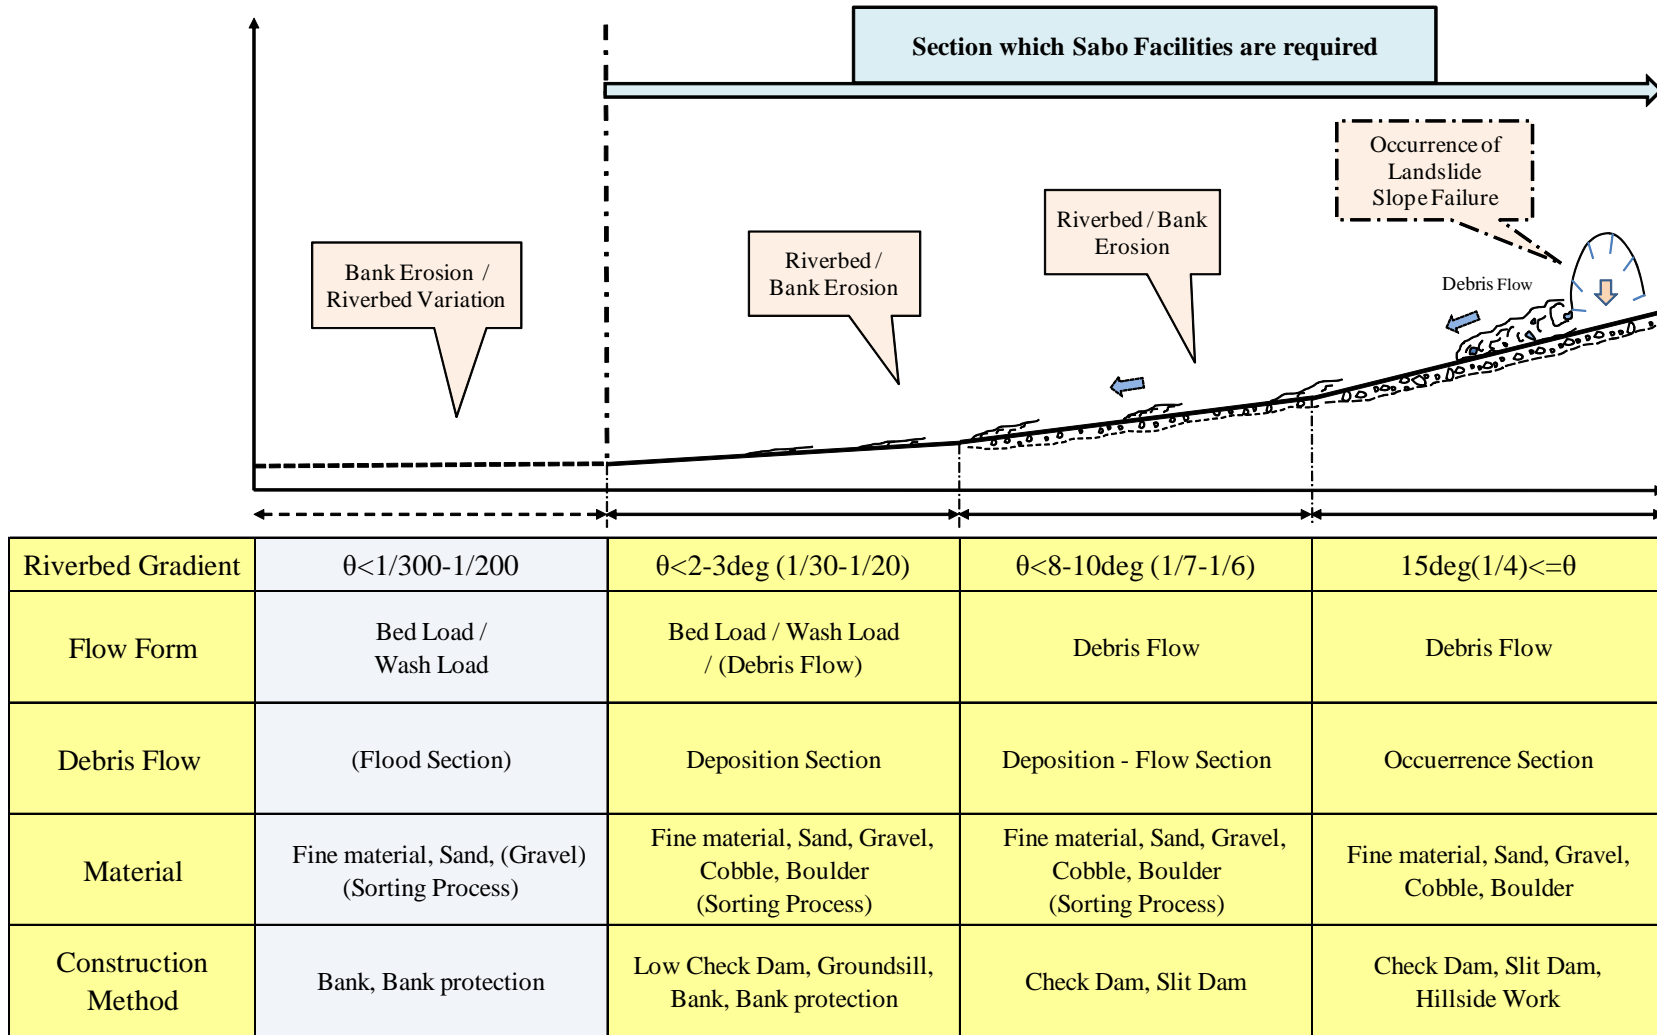 Section which Sabo Facilities are required
Occurrence of
Landslide
Slope Failure
Riverbed / Bank
Erosion
Riverbed /
Bank Erosion
Bank Erosion /
Riverbed Variation
Debris Flow
Riverbed Gradient
θ<1/300-1/200
θ<2-3deg (1/30-1/20)
θ<8-10deg (1/7-1/6)
15deg(1/4)<=θ
Flow Form
Bed Load /
Wash Load
Bed Load / Wash Load
/ (Debris Flow)
Debris Flow
Debris Flow
Debris Flow
(Flood Section)
Deposition Section
Deposition - Flow Section
Occuerrence Section
Material
Fine material, Sand, (Gravel)
(Sorting Process)
Fine material, Sand, Gravel,
Cobble, Boulder
(Sorting Process)
Fine material, Sand, Gravel,
Cobble, Boulder
(Sorting Process)
Fine material, Sand, Gravel,
Cobble, Boulder
Construction
Method
Bank, Bank protection
Low Check Dam, Groundsill,
Bank, Bank protection
Check Dam, Slit Dam
Check Dam, Slit Dam,
Hillside Work